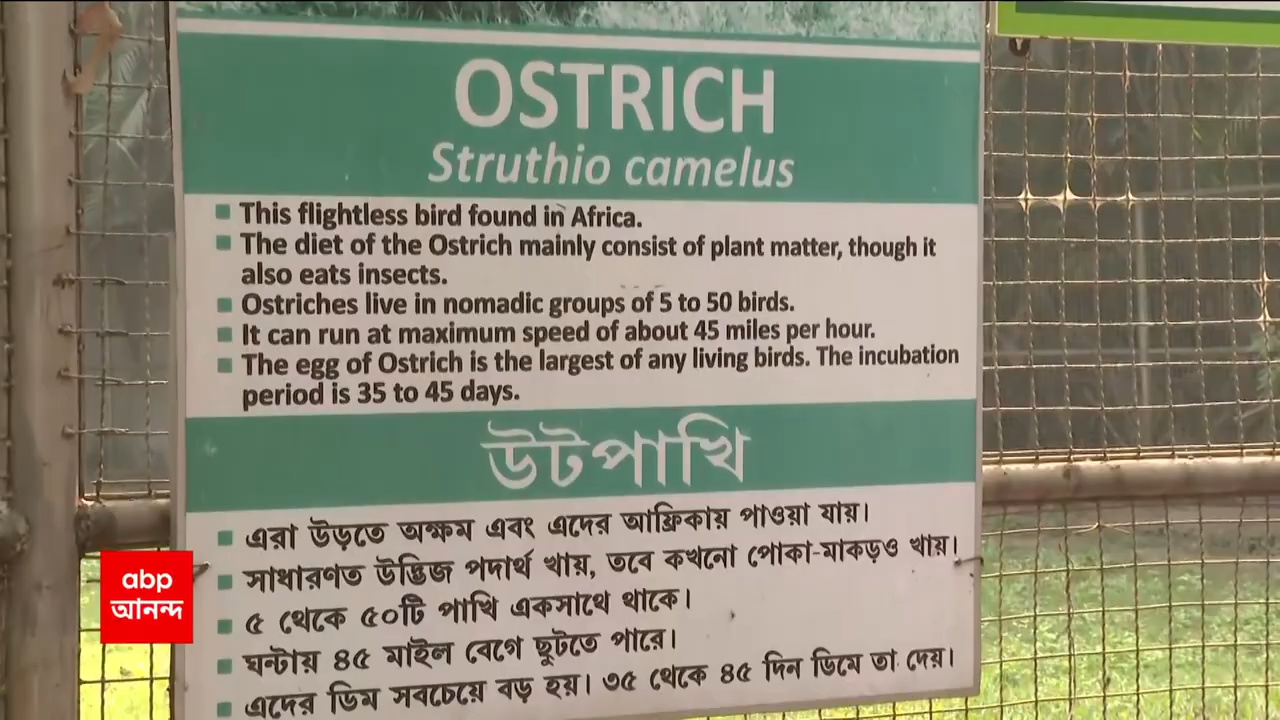 OSTRICH
Struthio camelus
This flightless bird found in Africa.
The diet of the Ostrich mainly consist of plant matter, though it
also eats insects.
Ostriches live in nomadic groups of 5 to 50 birds.
It can run at maximum speed of about 45 miles per hour.
The egg of Ostrich is the largest of any living birds. The incubation
period is 35 to 45 days.
উটপাখি
এরা উড়তে অক্ষম এবং এদের আফ্রিকায় পাওয়া যায়।
সাধারণত উদ্ভিজ পদার্থ খায়, তবে কখনো পোকা-মাকড়ও খায়।
৫ থেকে ৫০টি পাখি একসাথে থাকে।
ঘন্টায় ৪৫ মাইল বেগে ছুটতে পারে।
এদের ডিম সবচেয়ে বড় হয়। ৩৫ থেকে ৪৫ দিন ডিমে তা দেয়।
abp
আনন্দ